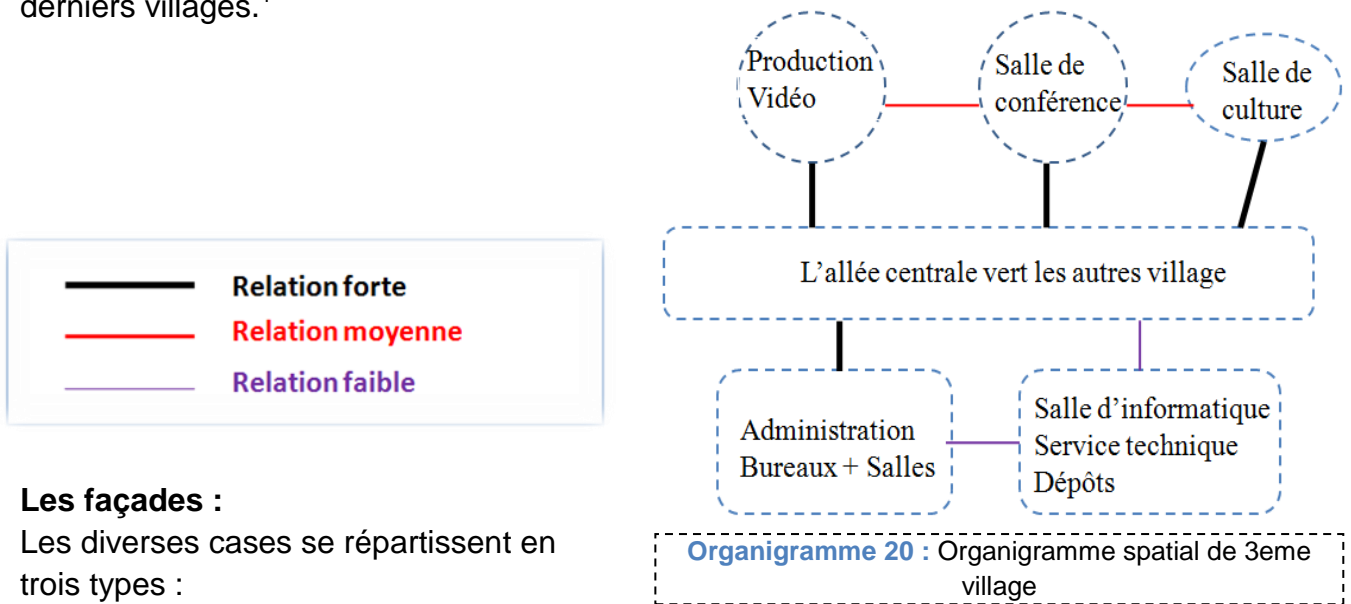 derniers villages.
Production
Vidéo
Salle de
conférence
Salle de
culture
L’allée centrale vert les autres village
Relation forte
Relation moyenne
Relation faible
Administration
Bureaux + Salles
Salle d’informatique
Service technique
Dépôts
Les façades :
Les diverses cases se répartissent en
trois types :
Organigramme 20 : Organigramme spatial de 3eme
village